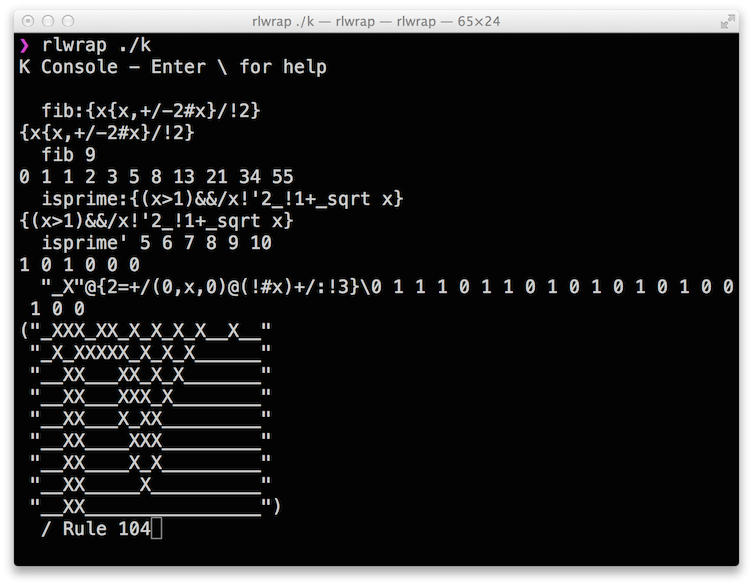 rlwrap ./k — rlwrap — rlwrap — 65×24
❯ rlwrap ./k
K Console - Enter \ for help
  fib:{x{x,+/-2#x}/!2}
{x{x,+/-2#x}/!2}
  fib 9
0 1 1 2 3 5 8 13 21 34 55
  isprime:{(x>1)&&/x!'2_!1+_sqrt x}
{(x>1)&&/x!'2_!1+_sqrt x}
  isprime' 5 6 7 8 9 10
1 0 1 0 0 0
  "_X"@{2=+/(0,x,0)@(!#x)+/:!3}\0 1 1 1 0 1 1 0 1 0 1 0 1 0 1 0 0
 1 0 0
("_XXX_XX_X_X_X_X__X__"
 "_X_XXXXX_X_X_X______"
 "__XX___XX_X_X_______"
 "__XX___XXX_X________"
 "__XX___X_XX_________"
 "__XX____XXX_________"
 "__XX____X_X_________"
 "__XX_____X__________"
 "__XX________________")
  / Rule 104